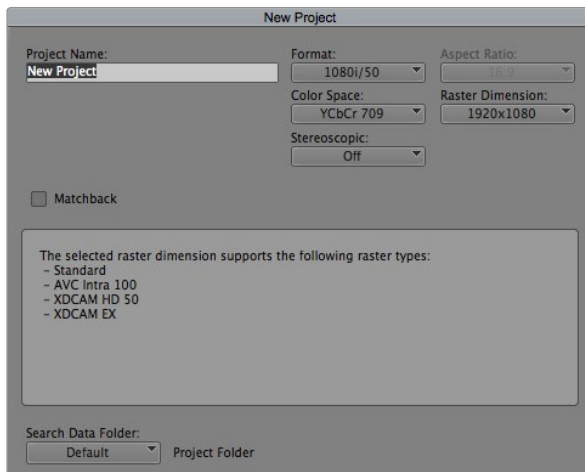 New Project
Project Name:
New Project
Format:
1080i/50
Aspect Ratio:
16:9
Color Space:
YCbCr 709
Raster Dimension:
1920x1080
Stereoscopic:
Off
Matchback
The selected raster dimension supports the following raster types:
– Standard
– AVC Intra 100
– XDCAM HD 50
– XDCAM EX
Search Data Folder:
Default
Project Folder